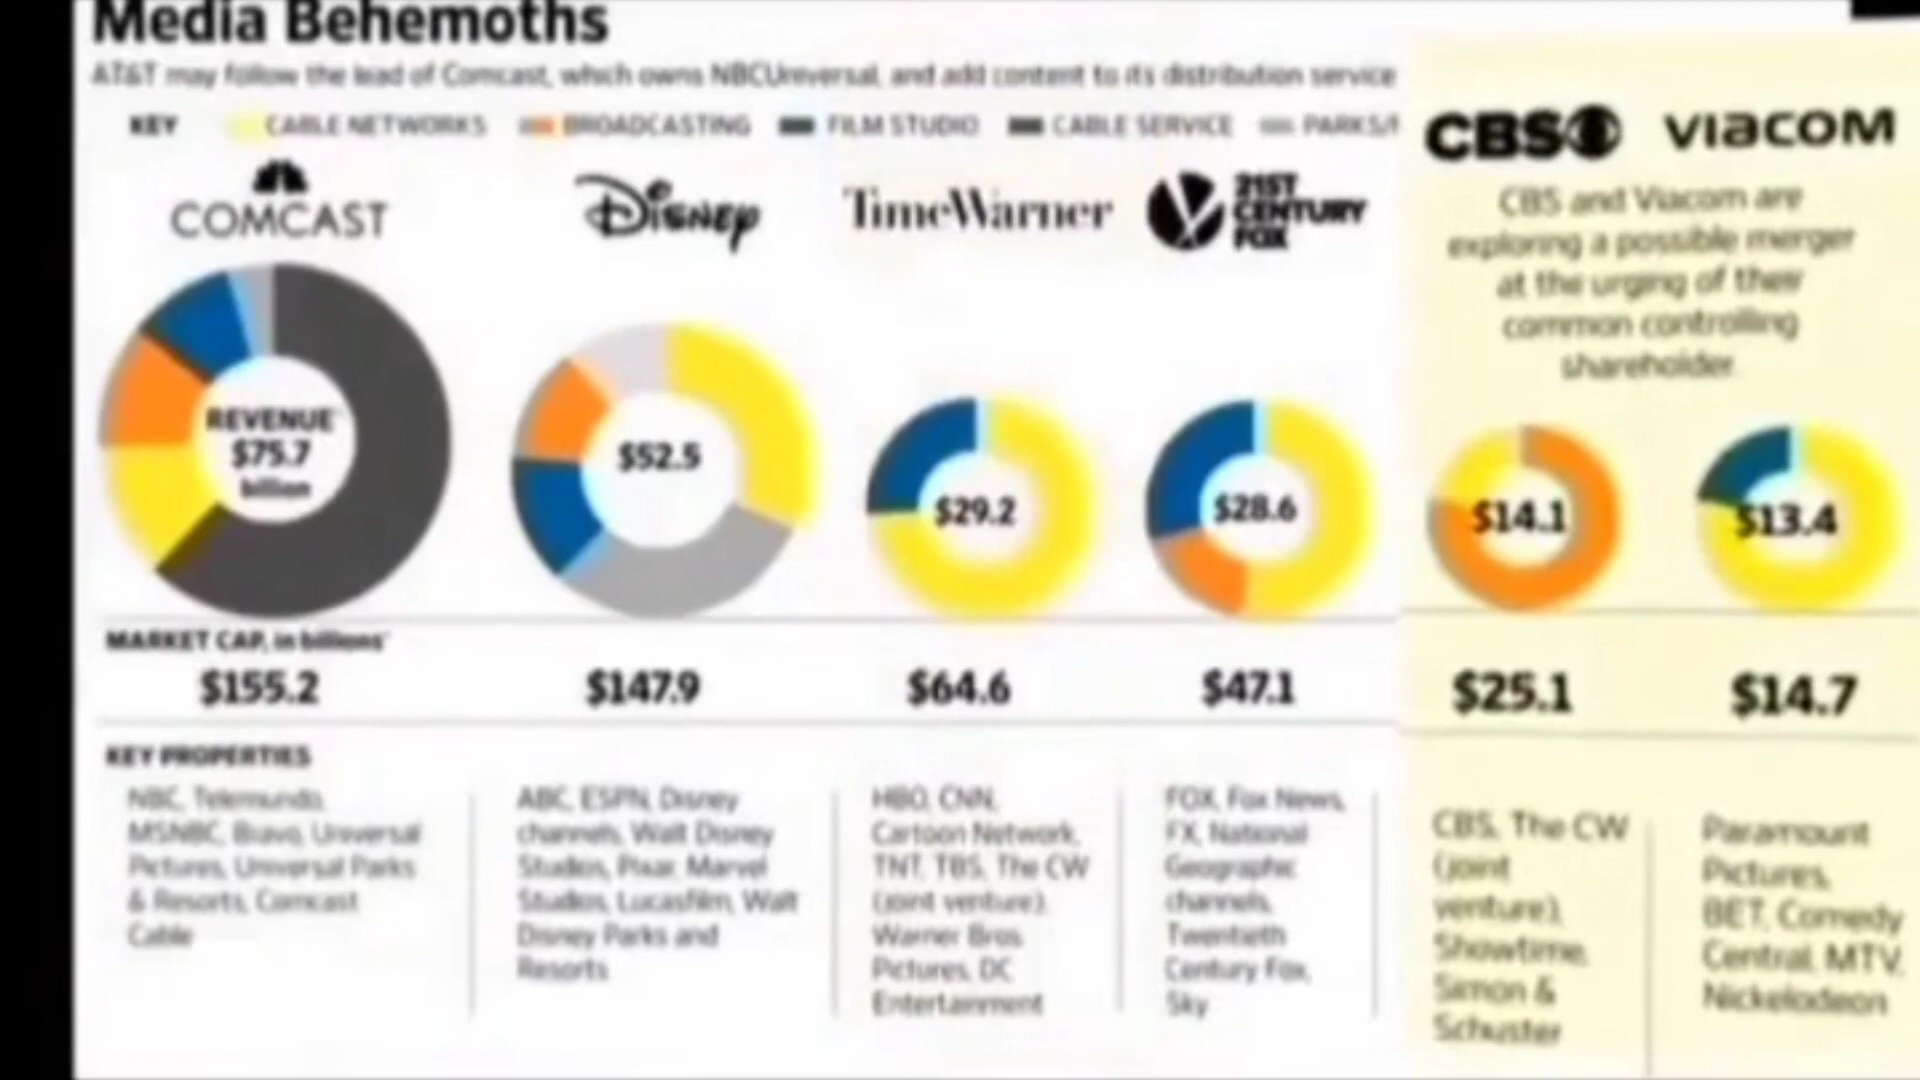 Media Behemoths
AT&T may follow the lead of Comcast, which owns NBCUniversal, and add content to its distribution service
KEY CABLE NETWORKS BROADCASTING FILM STUDIO CABLE SERVICE PARKS/
COMCAST
Disney
TimeWarner
21ST
CENTURY
FOX
CBS
VIACOM
CBS and Viacom are
exploring a possible merger
at the urging of their
common controlling
shareholder.
REVENUE*
$75.7
billion
$52.5
$29.2
$28.6
$14.1
$13.4
MARKET CAP, in billions*
$155.2
$147.9
$64.6
$47.1
$25.1
$14.7
KEY PROPERTIES
NBC, Telemundo,
MSNBC, Bravo, Universal
Pictures, Universal Parks
& Resorts, Comcast
Cable
ABC, ESPN, Disney
channels, Walt Disney
Studios, Pixar, Marvel
Studios, Lucasfilm, Walt
Disney Parks and
Resorts
HBO, CNN,
Cartoon Network,
TNT, TBS, The CW
(joint venture),
Warner Bros.
Pictures, DC
Entertainment
FOX, Fox News,
FX, National
Geographic
channels,
Twentieth
Century Fox,
Sky
CBS, The CW
(joint
venture),
Showtime,
Simon &
Schuster
Paramount
Pictures,
BET, Comedy
Central, MTV,
Nickelodeon